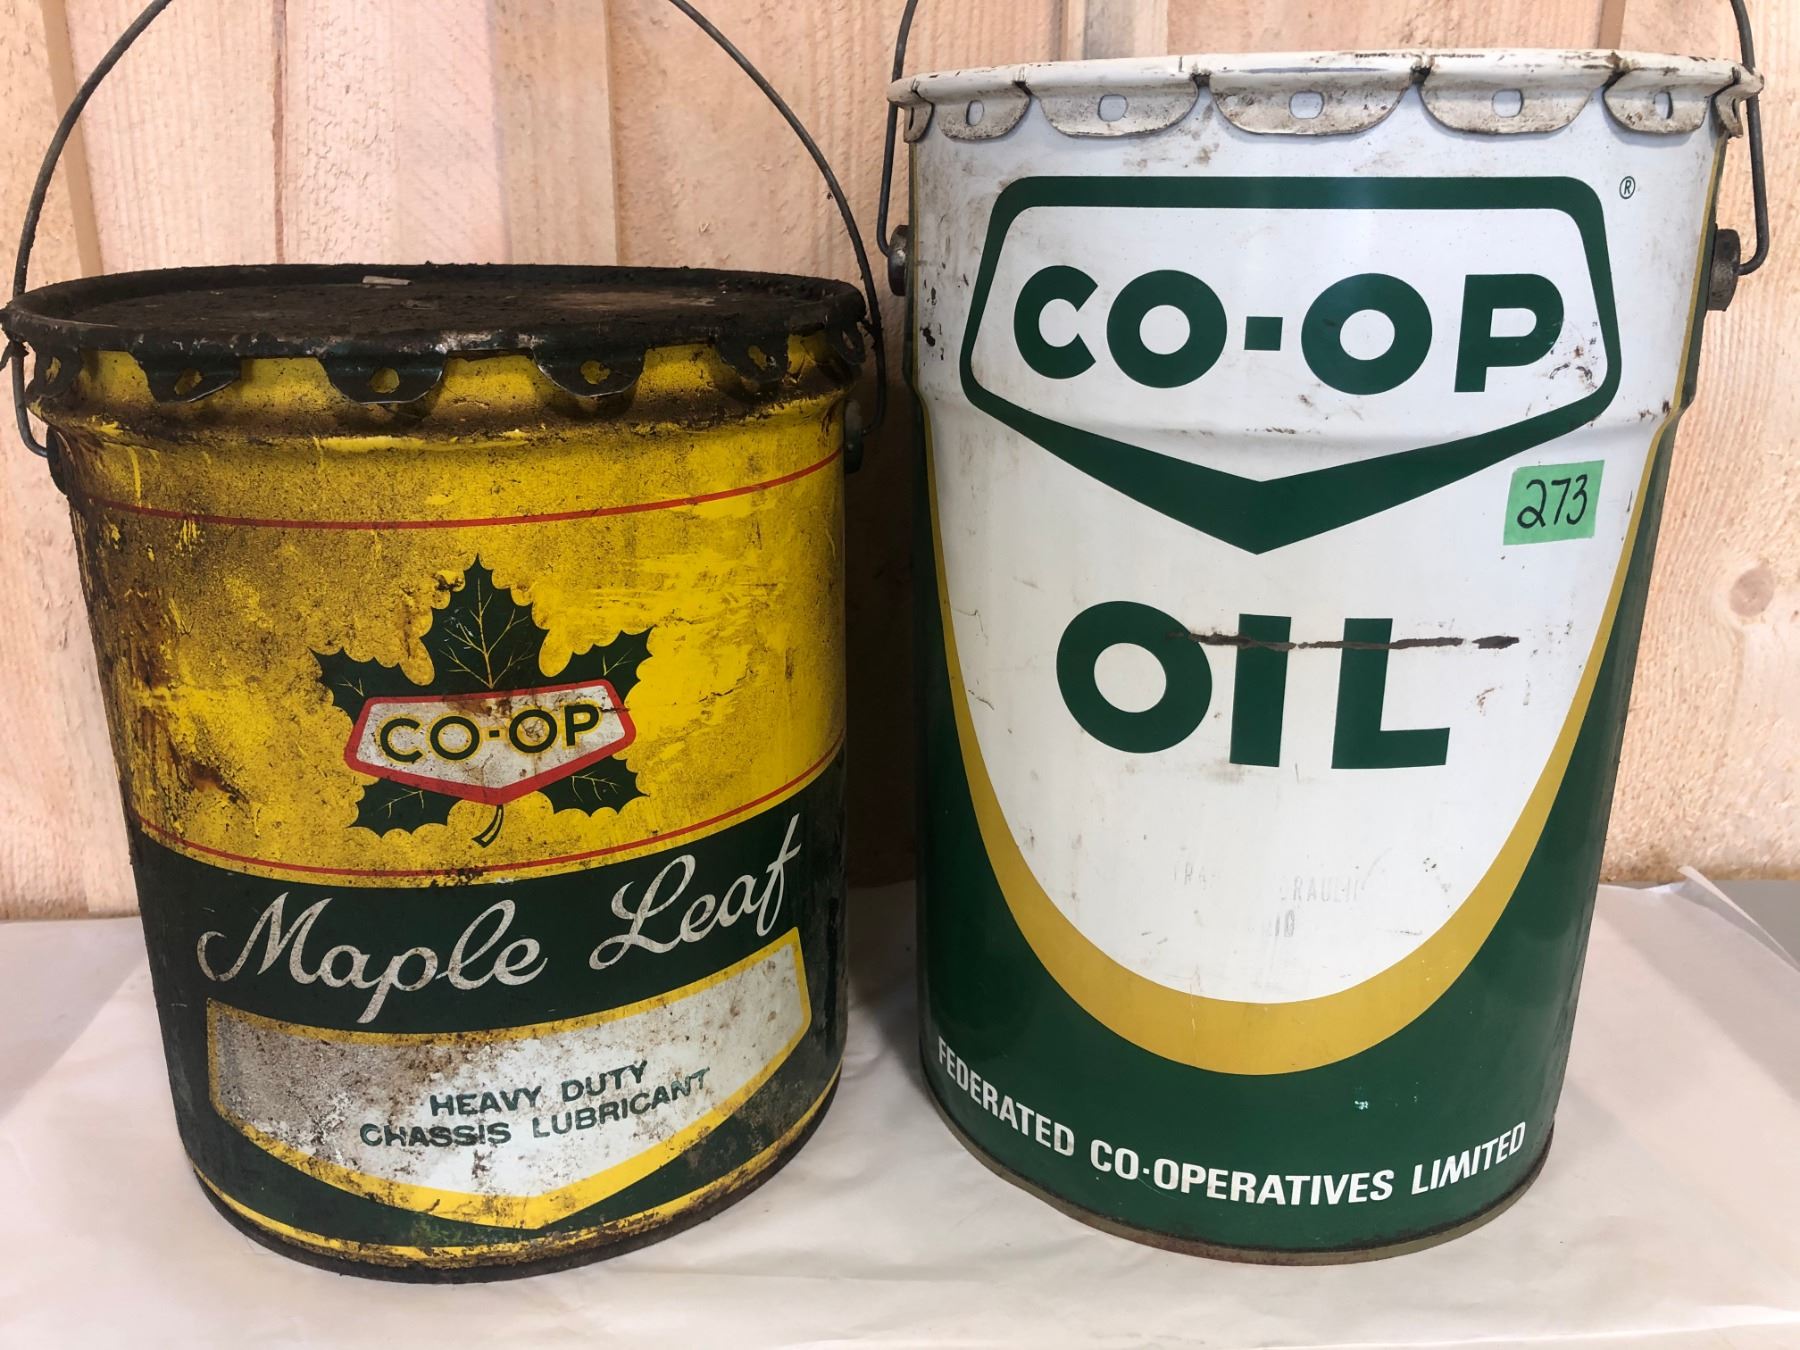 CO-OP
Maple Leaf
HEAVY DUTY
CHASSIS LUBRICANT
CO-OP
®
273
OIL
FEDERATED CO-OPERATIVES LIMITED